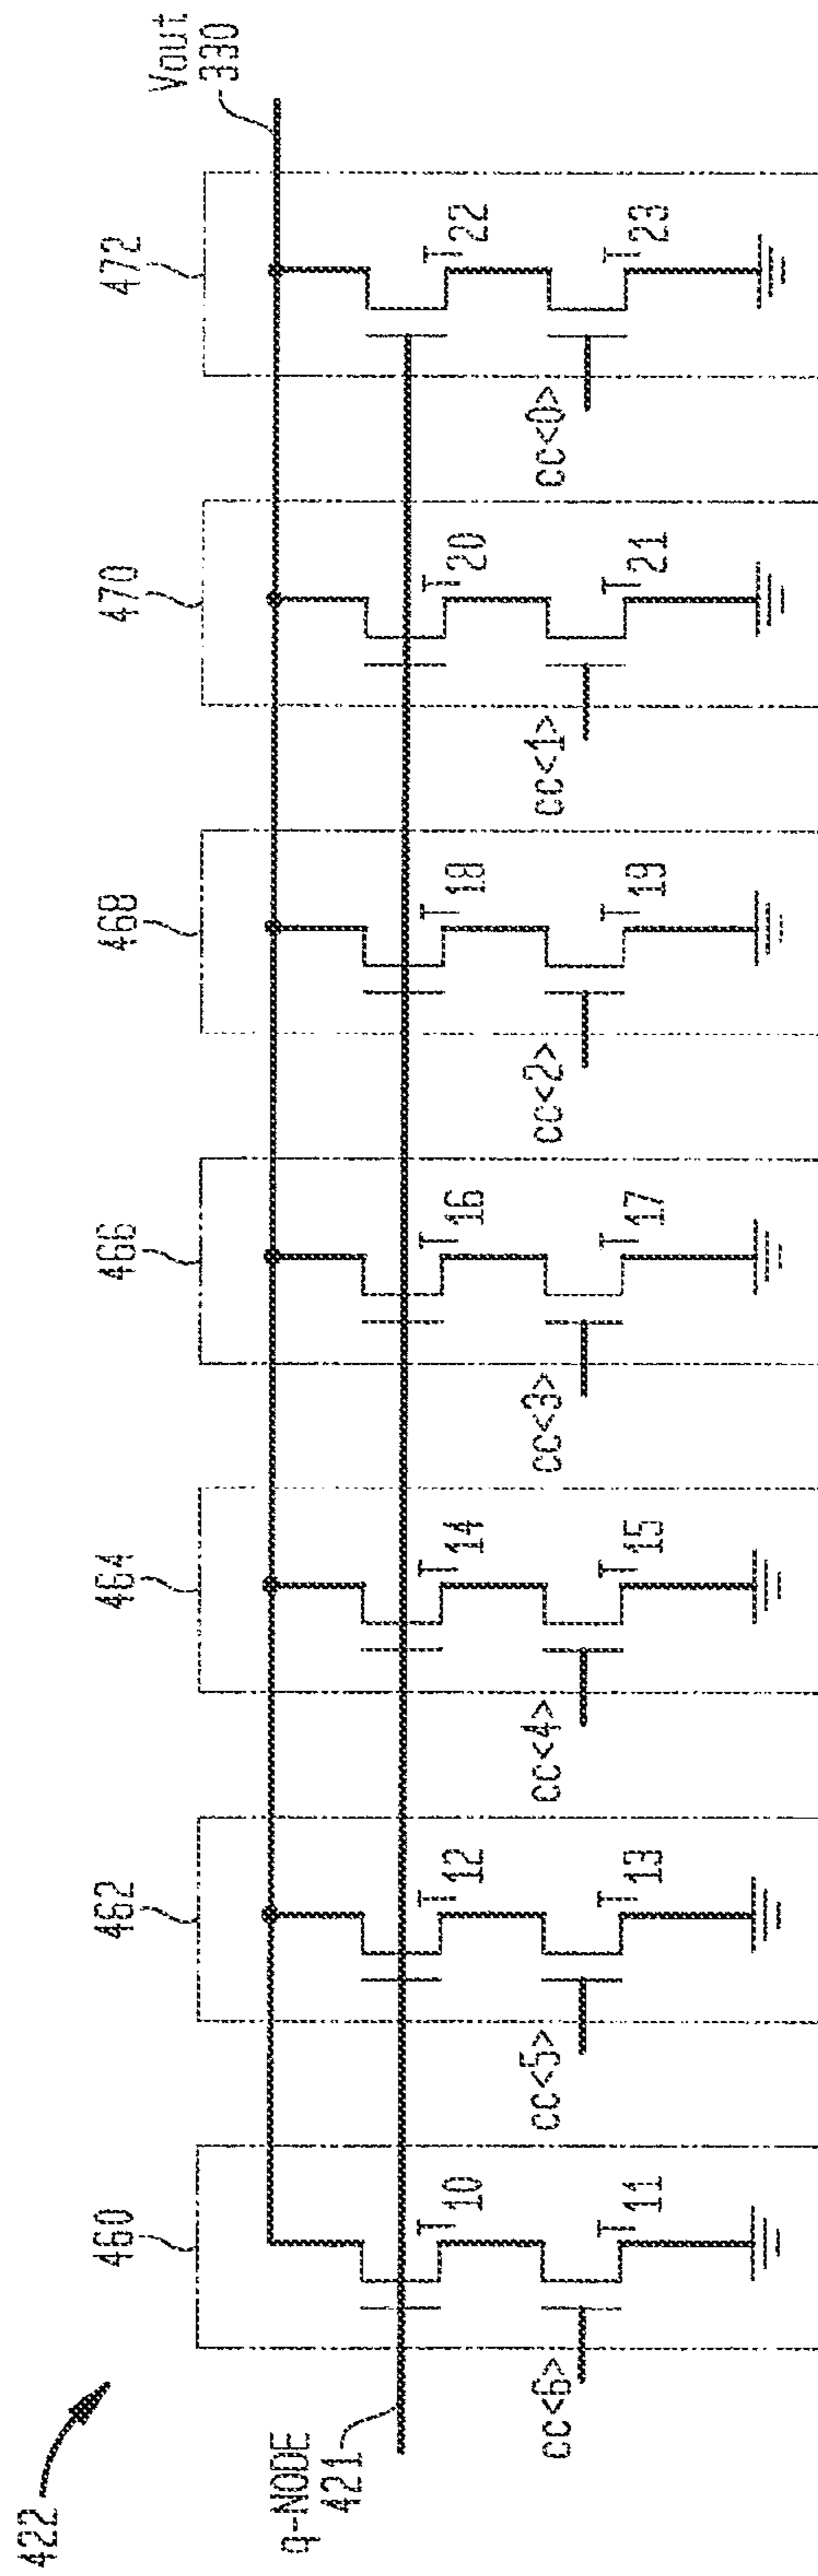 422
460
462
464
466
468
470
472
Vout
330
q-NODE
421
T10
T12
T14
T16
T18
T20
T22
cc<6>
cc<5>
cc<4>
cc<3>
cc<2>
cc<1>
cc<0>
T11
T13
T15
T17
T19
T21
T23